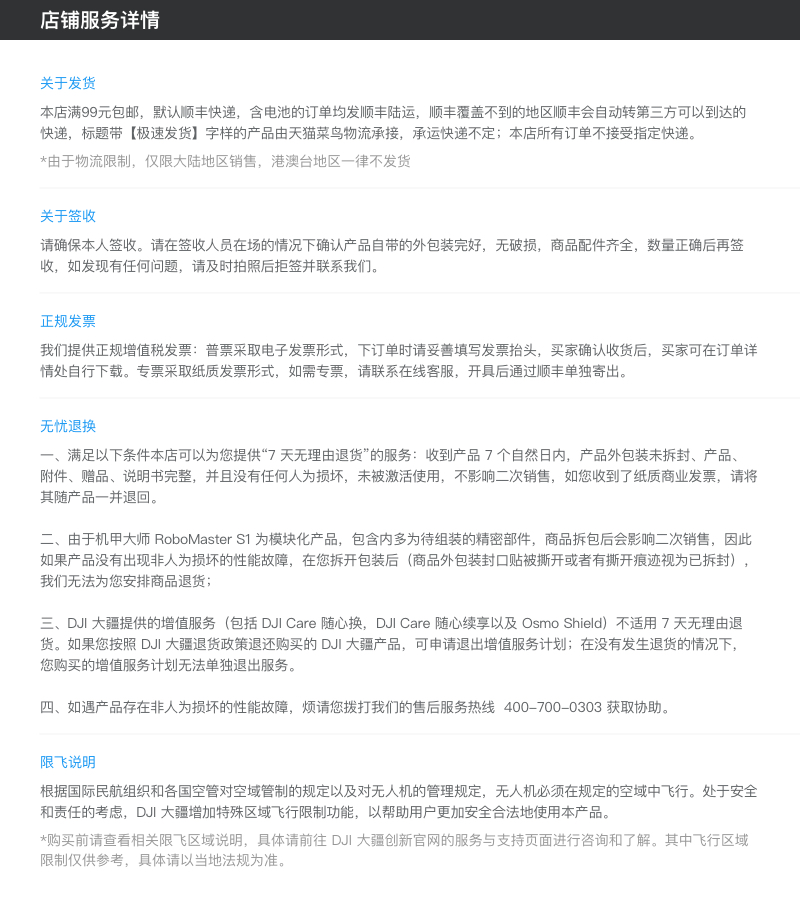 店铺服务详情
关于发货
本店满99元包邮，默认顺丰快递，含电池的订单均发顺丰陆运，顺丰覆盖不到的地区顺丰会自动转第三方可以到达的
快递，标题带【极速发货】字样的产品由天猫菜鸟物流承接，承运快递不定；本店所有订单不接受指定快递。
*由于物流限制，仅限大陆地区销售，港澳台地区一律不发货
关于签收
请确保本人签收。请在签收人员在场的情况下确认产品自带的外包装完好，无破损，商品配件齐全，数量正确后再签
收，如发现有任何问题，请及时拍照后拒签并联系我们。
正规发票
我们提供正规增值税发票：普票采取电子发票形式，下订单时请妥善填写发票抬头，买家确认收货后，买家可在订单详
情处自行下载。专票采取纸质发票形式，如需专票，请联系在线客服，开具后通过顺丰单独寄出。
无忧退换
一、满足以下条件本店可以为您提供“7 天无理由退货”的服务：收到产品 7 个自然日内，产品外包装未拆封、产品、
附件、赠品、说明书完整，并且没有任何人为损坏，未被激活使用，不影响二次销售，如您收到了纸质商业发票，请将
其随产品一并退回。
二、由于机甲大师 RoboMaster S1 为模块化产品，包含内多为待组装的精密部件，商品拆包后会影响二次销售，因此
如果产品没有出现非人为损坏的性能故障，在您拆开包装后（商品外包装封口贴被撕开或者有撕开痕迹视为已拆封），
我们无法为您安排商品退货；
三、DJI 大疆提供的增值服务（包括 DJI Care 随心换，DJI Care 随心续享以及 Osmo Shield）不适用 7 天无理由退
货。如果您按照 DJI 大疆退货政策退还购买的 DJI 大疆产品，可申请退出增值服务计划；在没有发生退货的情况下，
您购买的增值服务计划无法单独退出服务。
四、如遇产品存在非人为损坏的性能故障，烦请您拨打我们的售后服务热线 400-700-0303 获取协助。
限飞说明
根据国际民航组织和各国空管对空域管制的规定以及对无人机的管理规定，无人机必须在规定的空域中飞行。处于安全
和责任的考虑，DJI 大疆增加特殊区域飞行限制功能，以帮助用户更加安全合法地使用本产品。
*购买前请查看相关限飞区域说明，具体请前往 DJI 大疆创新官网的服务与支持页面进行咨询和了解。其中飞行区域
限制仅供参考，具体请以当地法规为准。